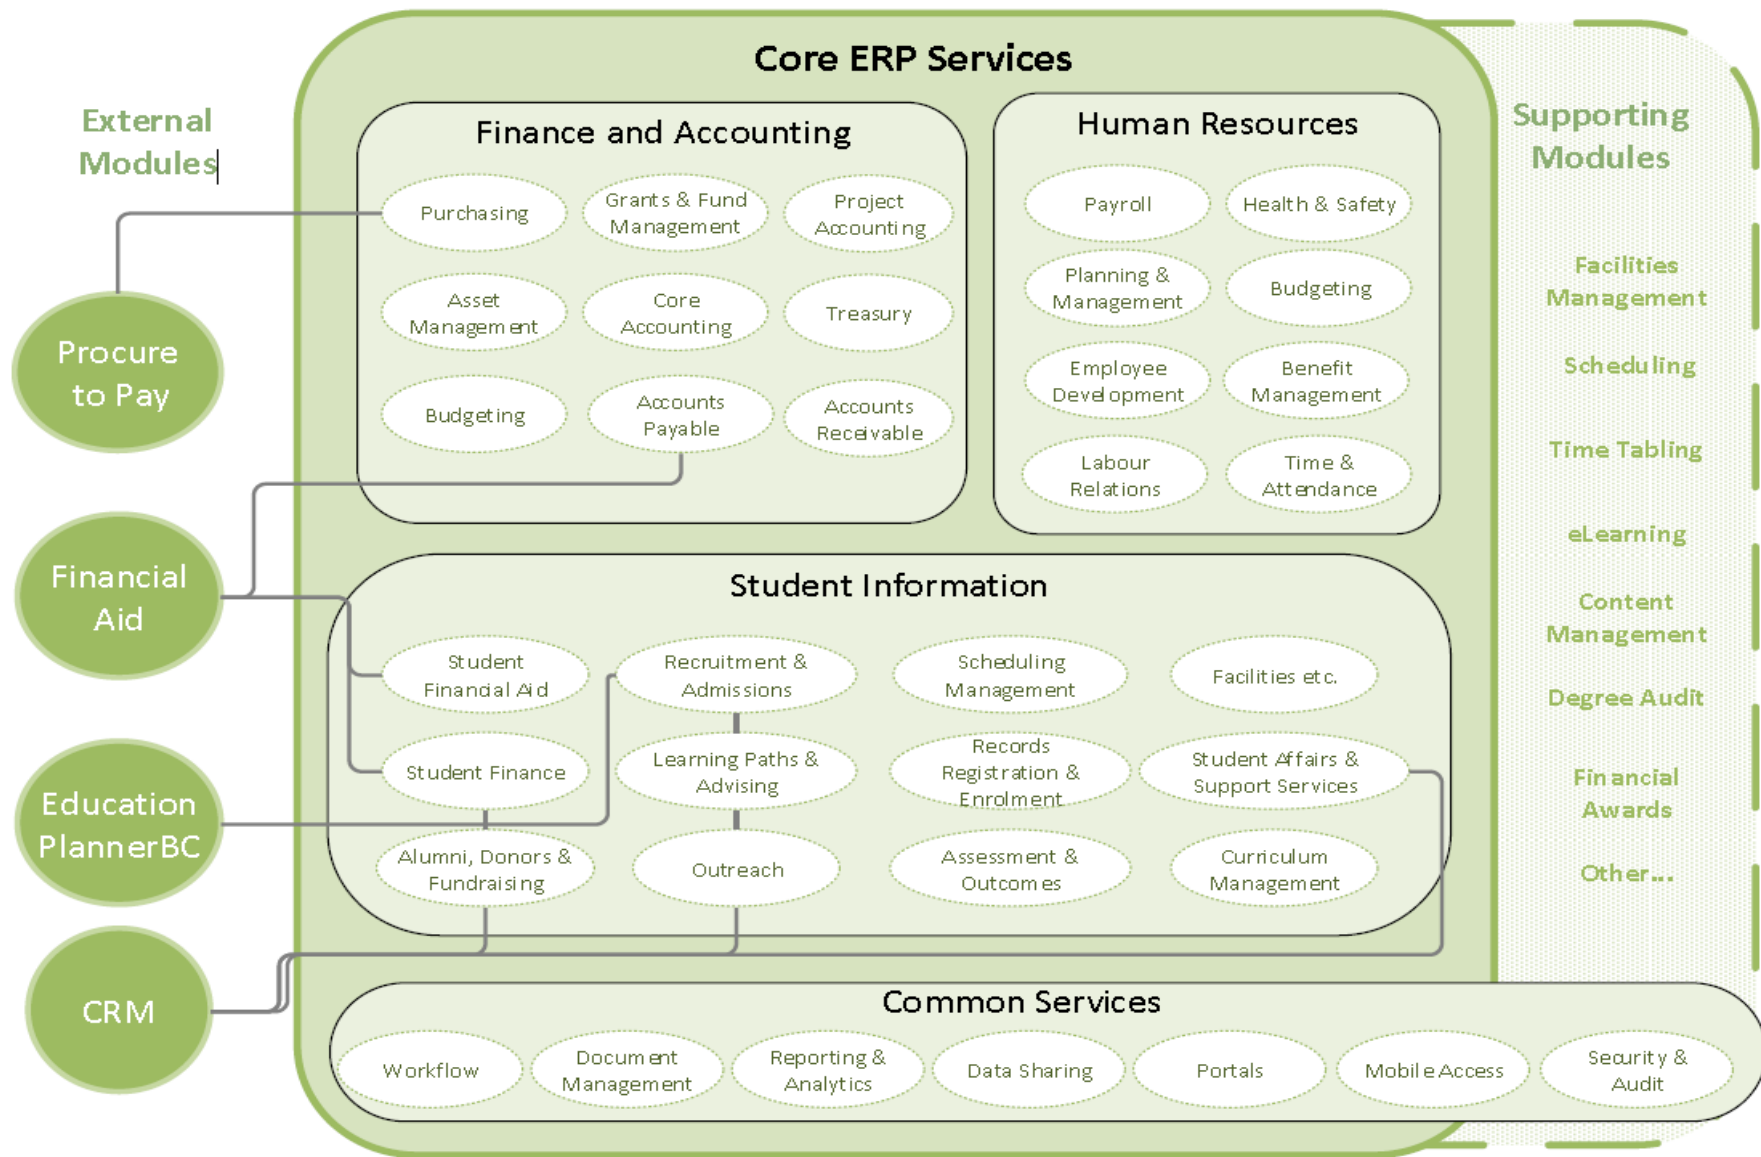 Core ERP Services
External
Modules
Procure
to Pay
Financial
Aid
Education
PlannerBC
CRM
Finance and Accounting
Purchasing
Grants & Fund
Management
Project
Accounting
Asset
Management
Core
Accounting
Treasury
Budgeting
Accounts
Payable
Accounts
Receivable
Human Resources
Payroll
Health & Safety
Planning &
Management
Budgeting
Employee
Development
Benefit
Management
Labour
Relations
Time &
Attendance
Student Information
Student
Financial Aid
Recruitment &
Admissions
Scheduling
Management
Facilities etc.
Student Finance
Learning Paths &
Advising
Records
Registration &
Enrolment
Student Affairs &
Support Services
Alumni, Donors &
Fundraising
Outreach
Assessment &
Outcomes
Curriculum
Management
Common Services
Workflow
Document
Management
Reporting &
Analytics
Data Sharing
Portals
Mobile Access
Security &
Audit
Supporting
Modules
Facilities
Management
Scheduling
Time Tabling
eLearning
Content
Management
Degree Audit
Financial
Awards
Other...